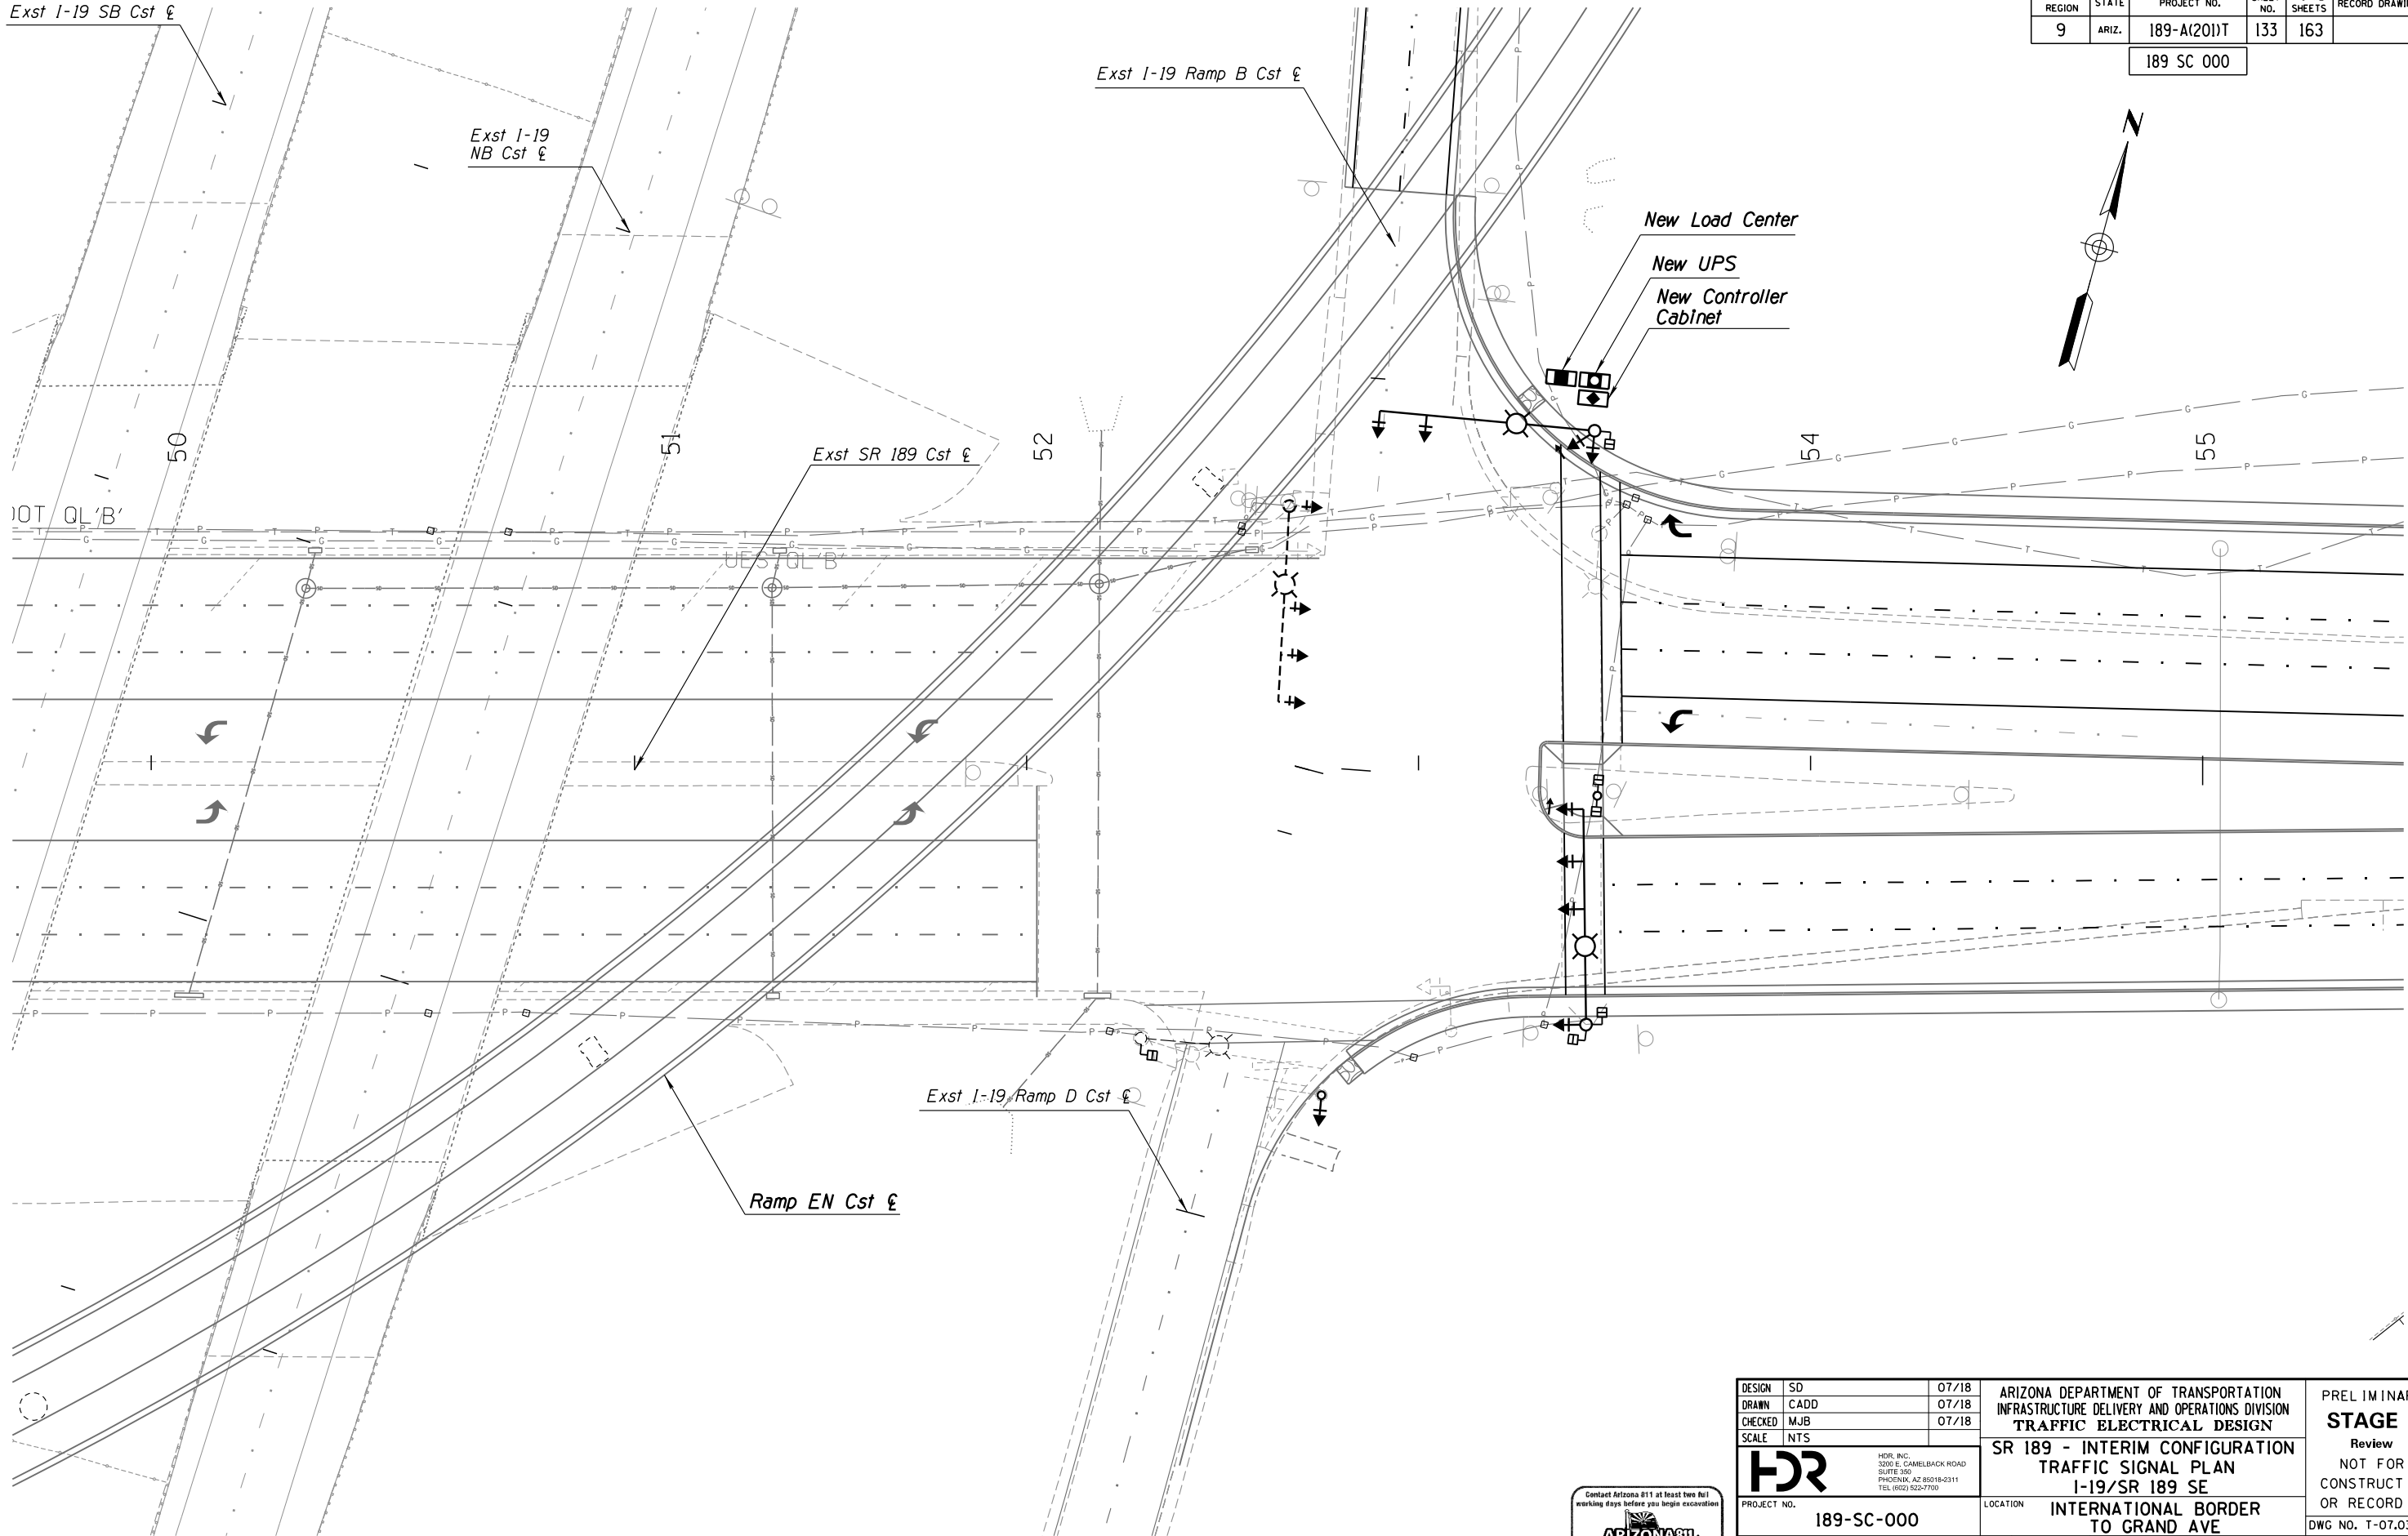 Exst I-19 SB Cst ℄
REGION STATE PROJECT NO. NO. SHEETS RECORD
9 ARIZ. 189-A(201)T 133 163
189 SC 000
Exst I-19 Ramp B Cst ℄
N
Exst I-19
NB Cst ℄
New Load Center
New UPS
New Controller
Cabinet
50
51
52
54
55
Exst SR 189 Cst ℄
QL'B'
UES QL'B'
Exst I-19 Ramp D Cst ℄
Ramp EN Cst ℄
DESIGN SD 07/18
DRAWN CADD 07/18
CHECKED MJB 07/18
SCALE NTS
ARIZONA DEPARTMENT OF TRANSPORTATION
INFRASTRUCTURE DELIVERY AND OPERATIONS DIVISION
TRAFFIC ELECTRICAL DESIGN
SR 189 - INTERIM CONFIGURATION
TRAFFIC SIGNAL PLAN
I-19/SR 189 SE
STAGE
Review
NOT FOR
CONSTRUCT
OR RECORD
HDR
HDR, INC.
3200 E. CAMELBACK ROAD
SUITE 350
PHOENIX, AZ 85018-2311
TEL (602) 522-7700
PROJECT NO.
189-SC-000
LOCATION
INTERNATIONAL BORDER
TO GRAND AVE
DWG NO.
Contact Arizona 811 at least two full
working days before you begin excavation
ARIZONA811